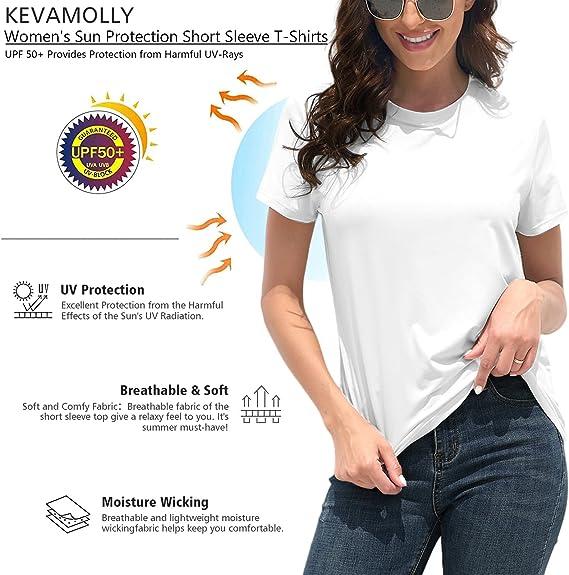 KEVAMOLLY
Women's Sun Protection Short Sleeve T-Shirts
UPF 50+ Provides Protection from Harmful UV-Rays
GUARANTEED
UPF50+
UVA UVB
UV-BLOCK
UV
UV Protection
Excellent Protection from the Harmful
Effects of the Sun's UV Radiation.
Breathable & Soft
Soft and Comfy Fabric: Breathable fabric of the
short sleeve top give a relaxy feel to you. It's
summer must-have!
Moisture Wicking
Breathable and lightweight moisture
wickingfabric helps keep you comfortable.